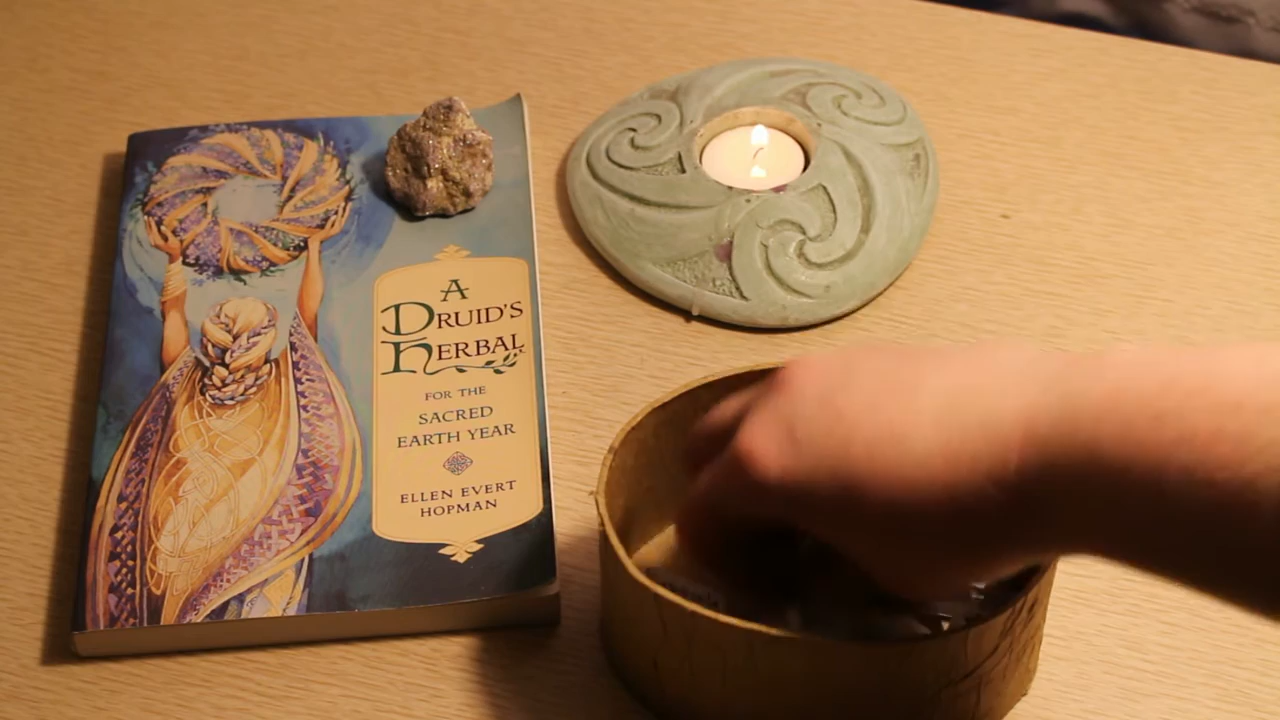 A
DRUID'S
HERBAL
FOR THE
SACRED
EARTH YEAR
ELLEN EVERT
HOPMAN